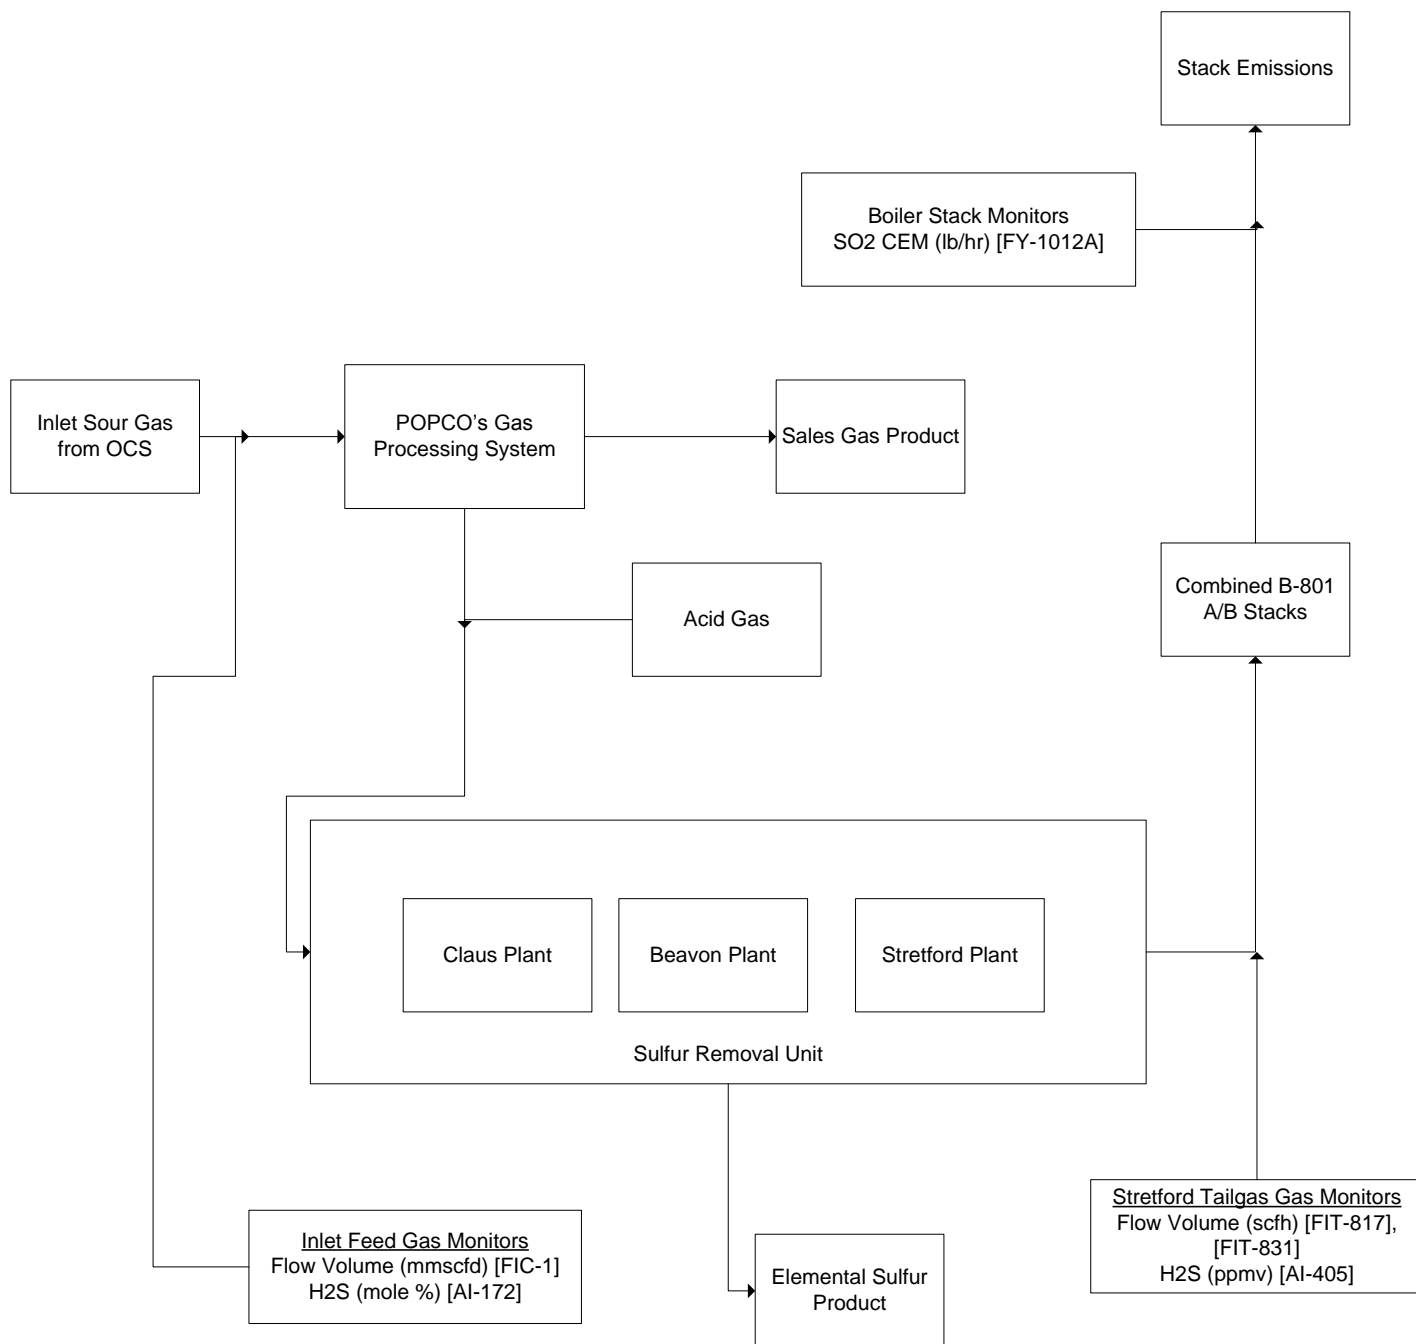 Stack Emissions
Boiler Stack Monitors
SO2 CEM (lb/hr) [FY-1012A]
Inlet Sour Gas
from OCS
POPCO’s Gas
Processing System
Sales Gas Product
Acid Gas
Combined B-801
A/B Stacks
Claus Plant
Beavon Plant
Stretford Plant
Sulfur Removal Unit
Inlet Feed Gas Monitors
Flow Volume (mmscfd) [FIC-1]
H2S (mole %) [AI-172]
Elemental Sulfur
Product
Stretford Tailgas Gas Monitors
Flow Volume (scfh) [FIT-817],
[FIT-831]
H2S (ppmv) [AI-405]